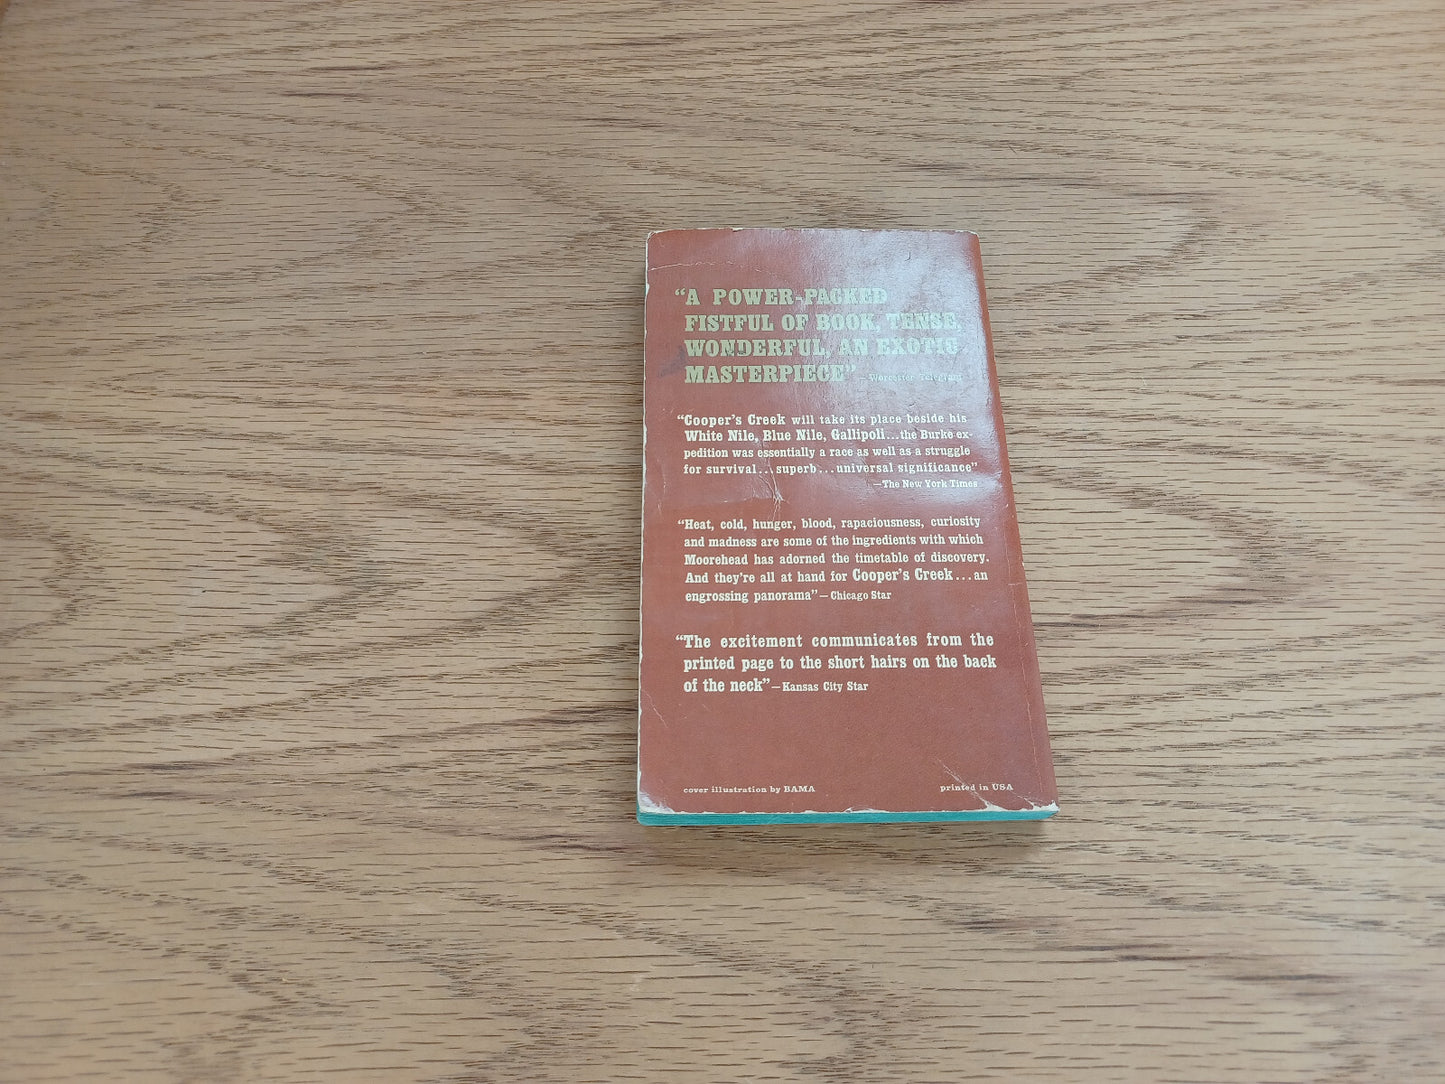 “A POWER-PACKED
FISTFUL OF BOOK, TENSE,
WONDERFUL, AN EXOTIC
MASTERPIECE” —Worcester Telegram
“Cooper's Creek will take its place beside his
White Nile, Blue Nile, Gallipoli...the Burke ex-
pedition was essentially a race as well as a struggle
for survival...superb...universal significance”
—The New York Times
“Heat, cold, hunger, blood, rapaciousness, curiosity
and madness are some of the ingredients with which
Moorehead has adorned the timetable of discovery.
And they're all at hand for Cooper's Creek...an
engrossing panorama”—Chicago Star
“The excitement communicates from the
printed page to the short hairs on the back
of the neck”—Kansas City Star
cover illustration by BAMA
printed in USA